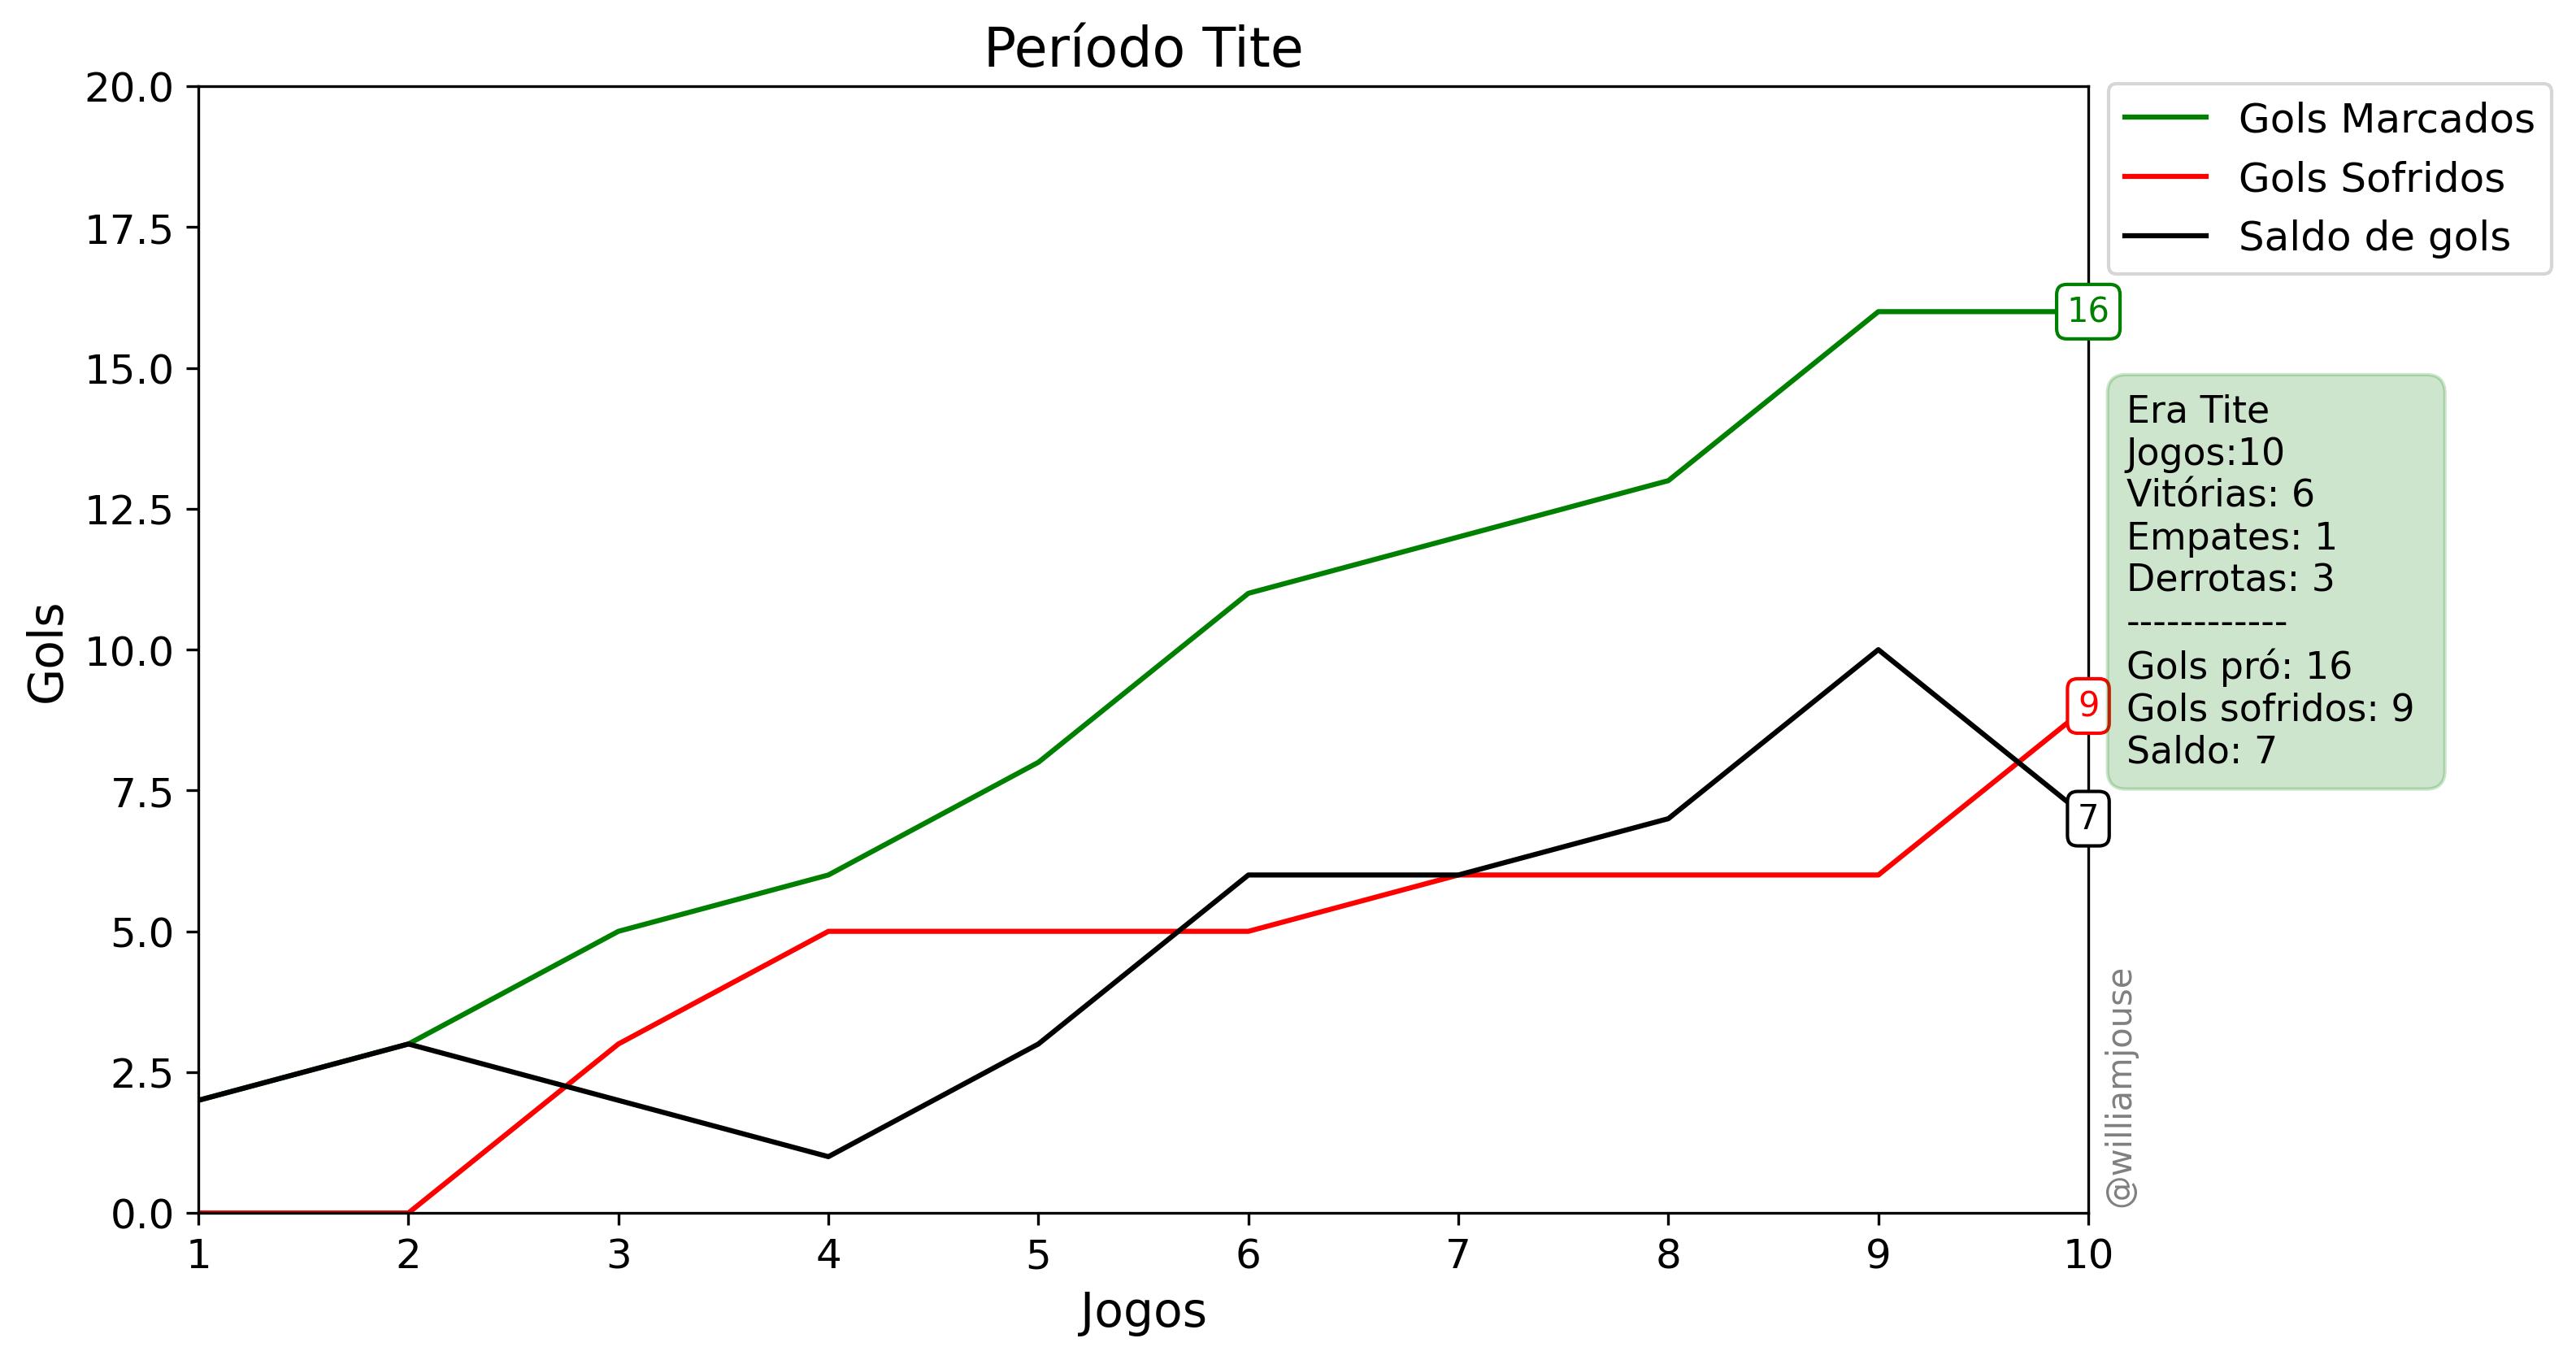 Período Tite
20.0
17.5
15.0
12.5
10.0
7.5
5.0
2.5
0.0
Gols
1 2 3 4 5 6 7 8 9 10
Jogos
Gols Marcados
Gols Sofridos
Saldo de gols
16
9
7
Era Tite
Jogos:10
Vitórias: 6
Empates: 1
Derrotas: 3
------------
Gols pró: 16
Gols sofridos: 9
Saldo: 7
@williamjouse